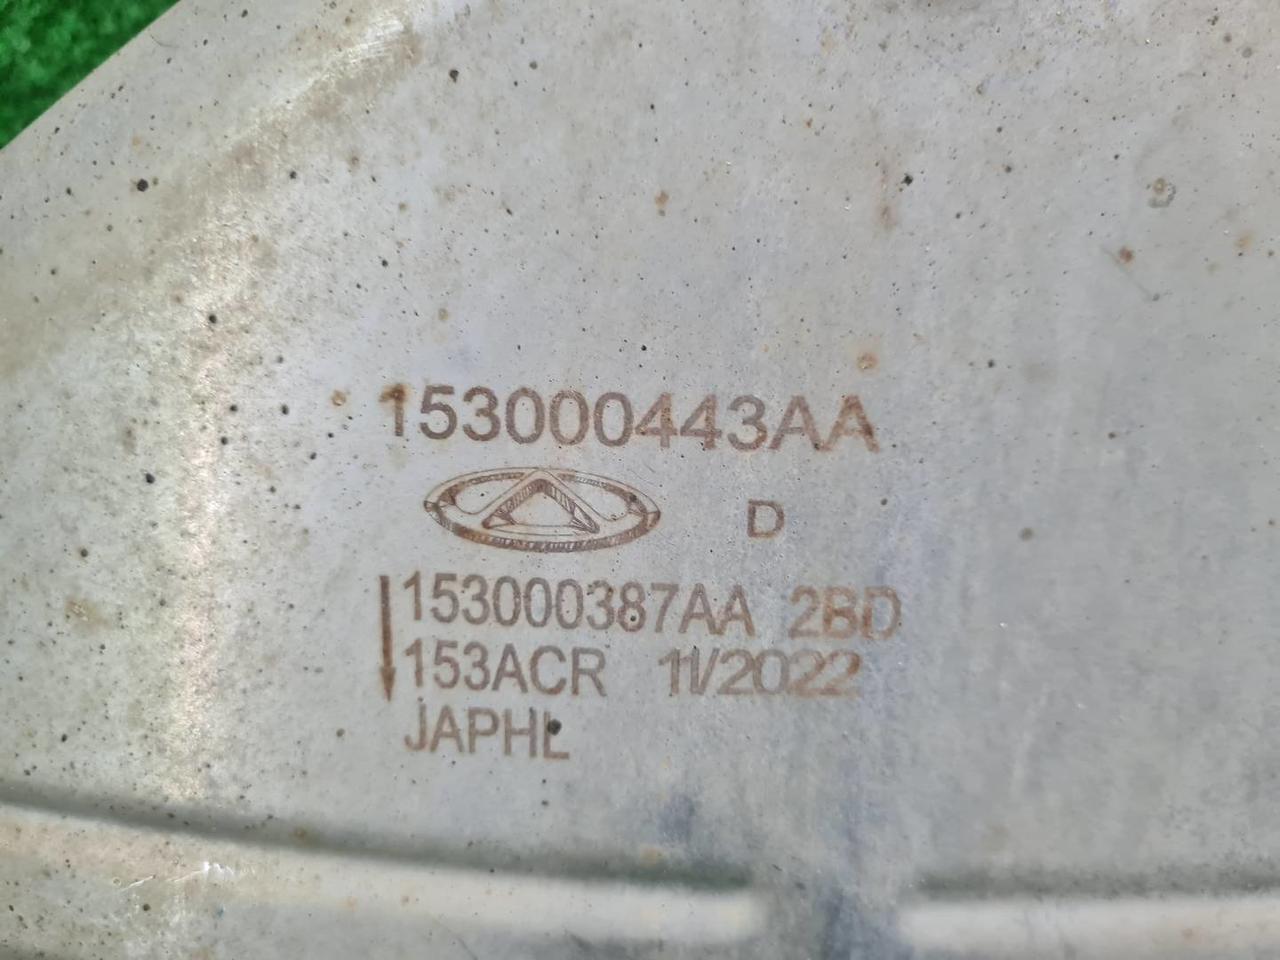 153000443AA
D
153000387AA 2BD
153ACR 11/2022
JAPHL